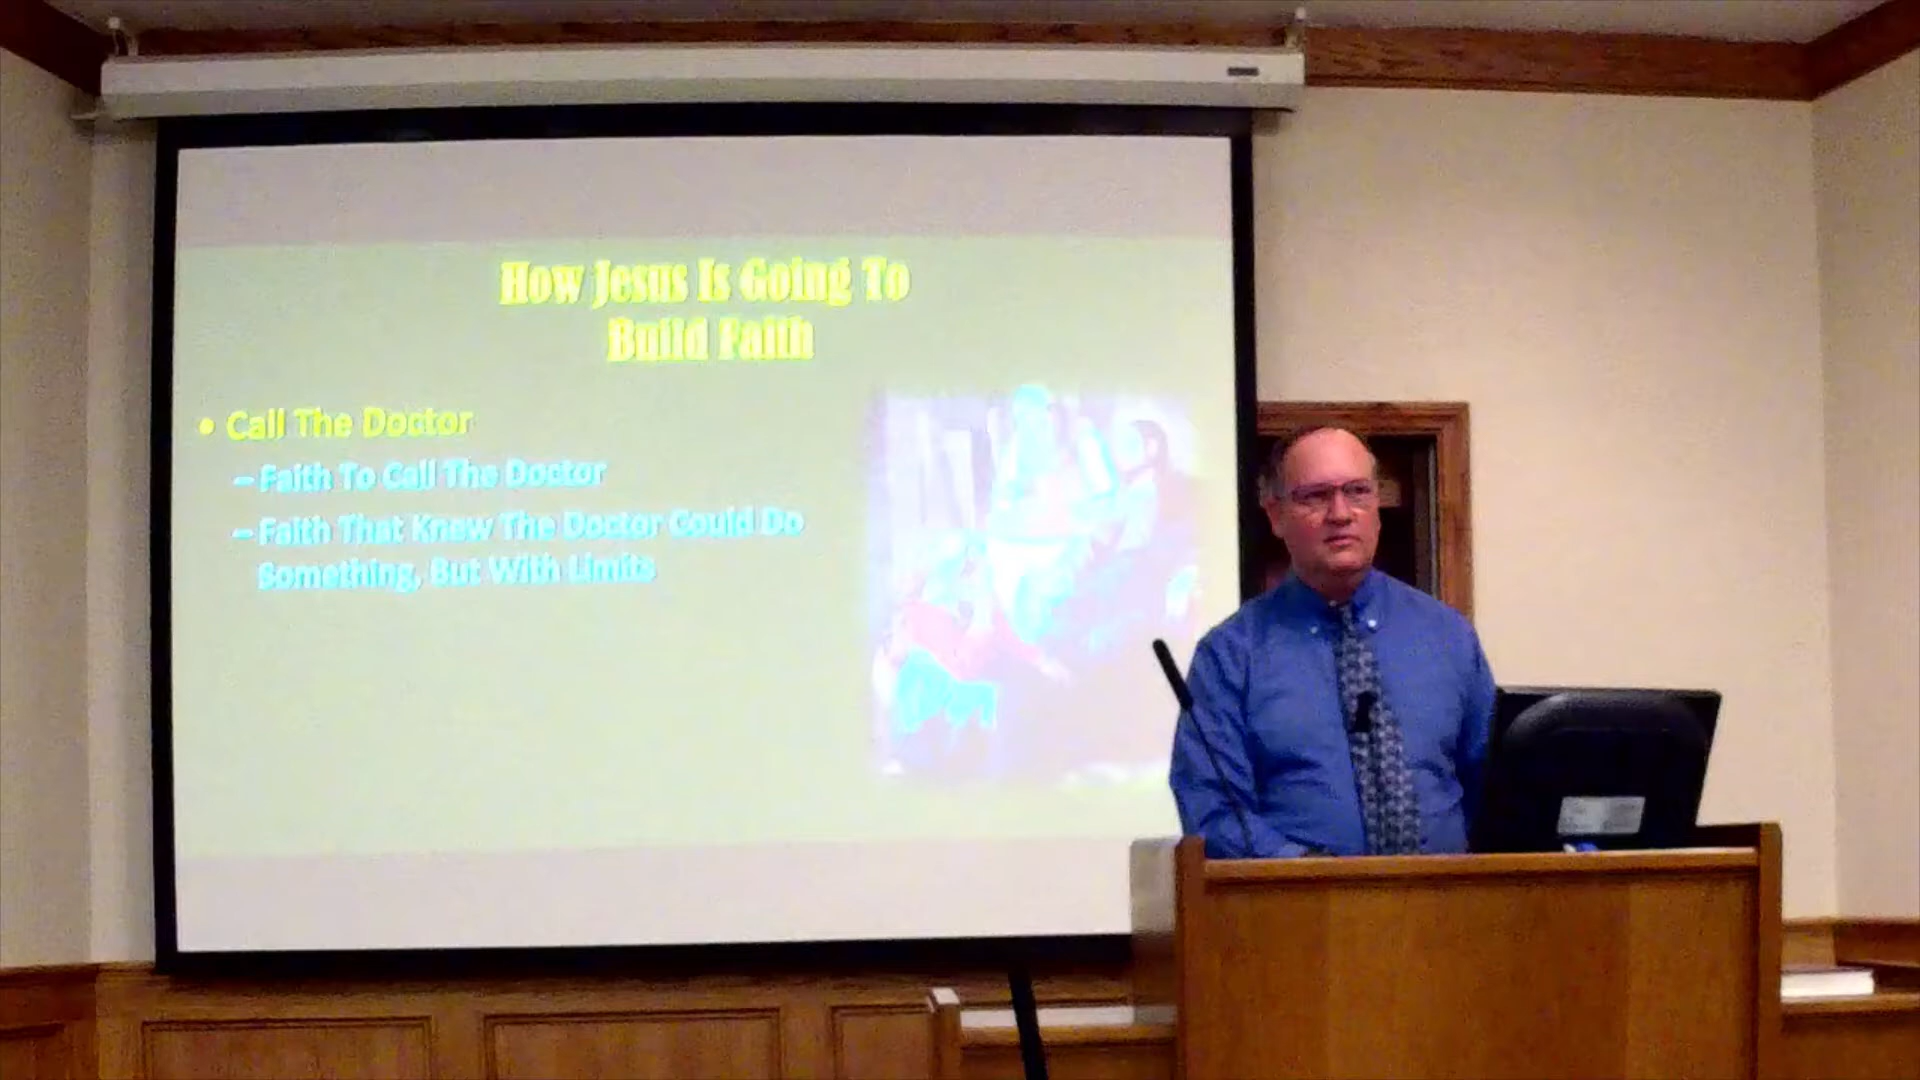 How Jesus Is Going To
Build Faith
• Call The Doctor
– Faith To Call The Doctor
– Faith That Knew The Doctor Could Do
Something, But With Limits